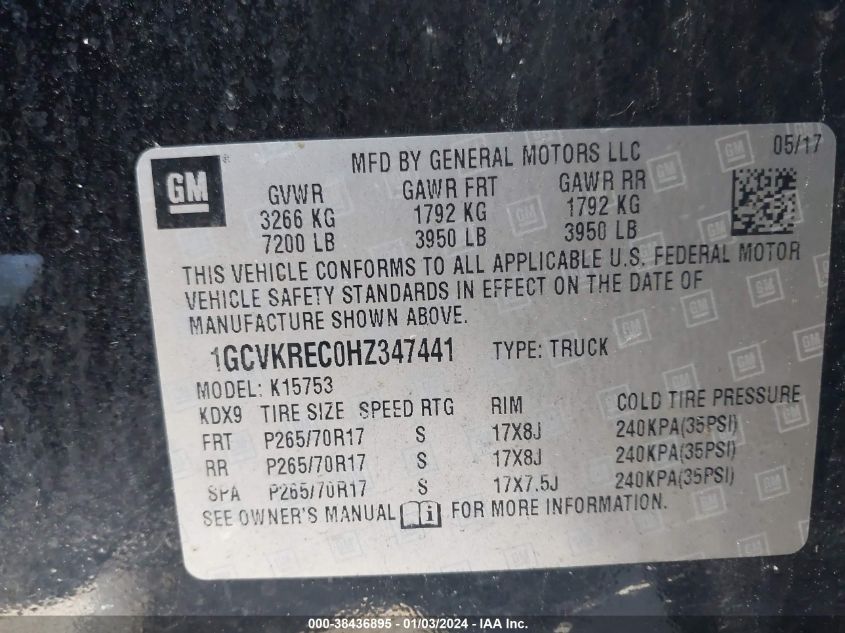 MFD BY GENERAL MOTORS LLC 05/17
GM ® GVWR GAWR FRT GAWR RR
3266 KG 1792 KG 1792 KG
7200 LB 3950 LB 3950 LB
THIS VEHICLE CONFORMS TO ALL APPLICABLE U.S. FEDERAL MOTOR
VEHICLE SAFETY STANDARDS IN EFFECT ON THE DATE OF
MANUFACTURE SHOWN ABOVE.
1GCVKREC0HZ347441 TYPE: TRUCK
MODEL: K15753
KDX9 TIRE SIZE SPEED RTG RIM COLD TIRE PRESSURE
FRT P265/70R17 S 17X8J 240KPA(35PSI)
RR P265/70R17 S 17X8J 240KPA(35PSI)
SPA P265/70R17 S 17X7.5J 240KPA(35PSI)
SEE OWNER'S MANUAL i FOR MORE INFORMATION.
000-38436895 - 01/03/2024 - IAA Holdings, Inc.